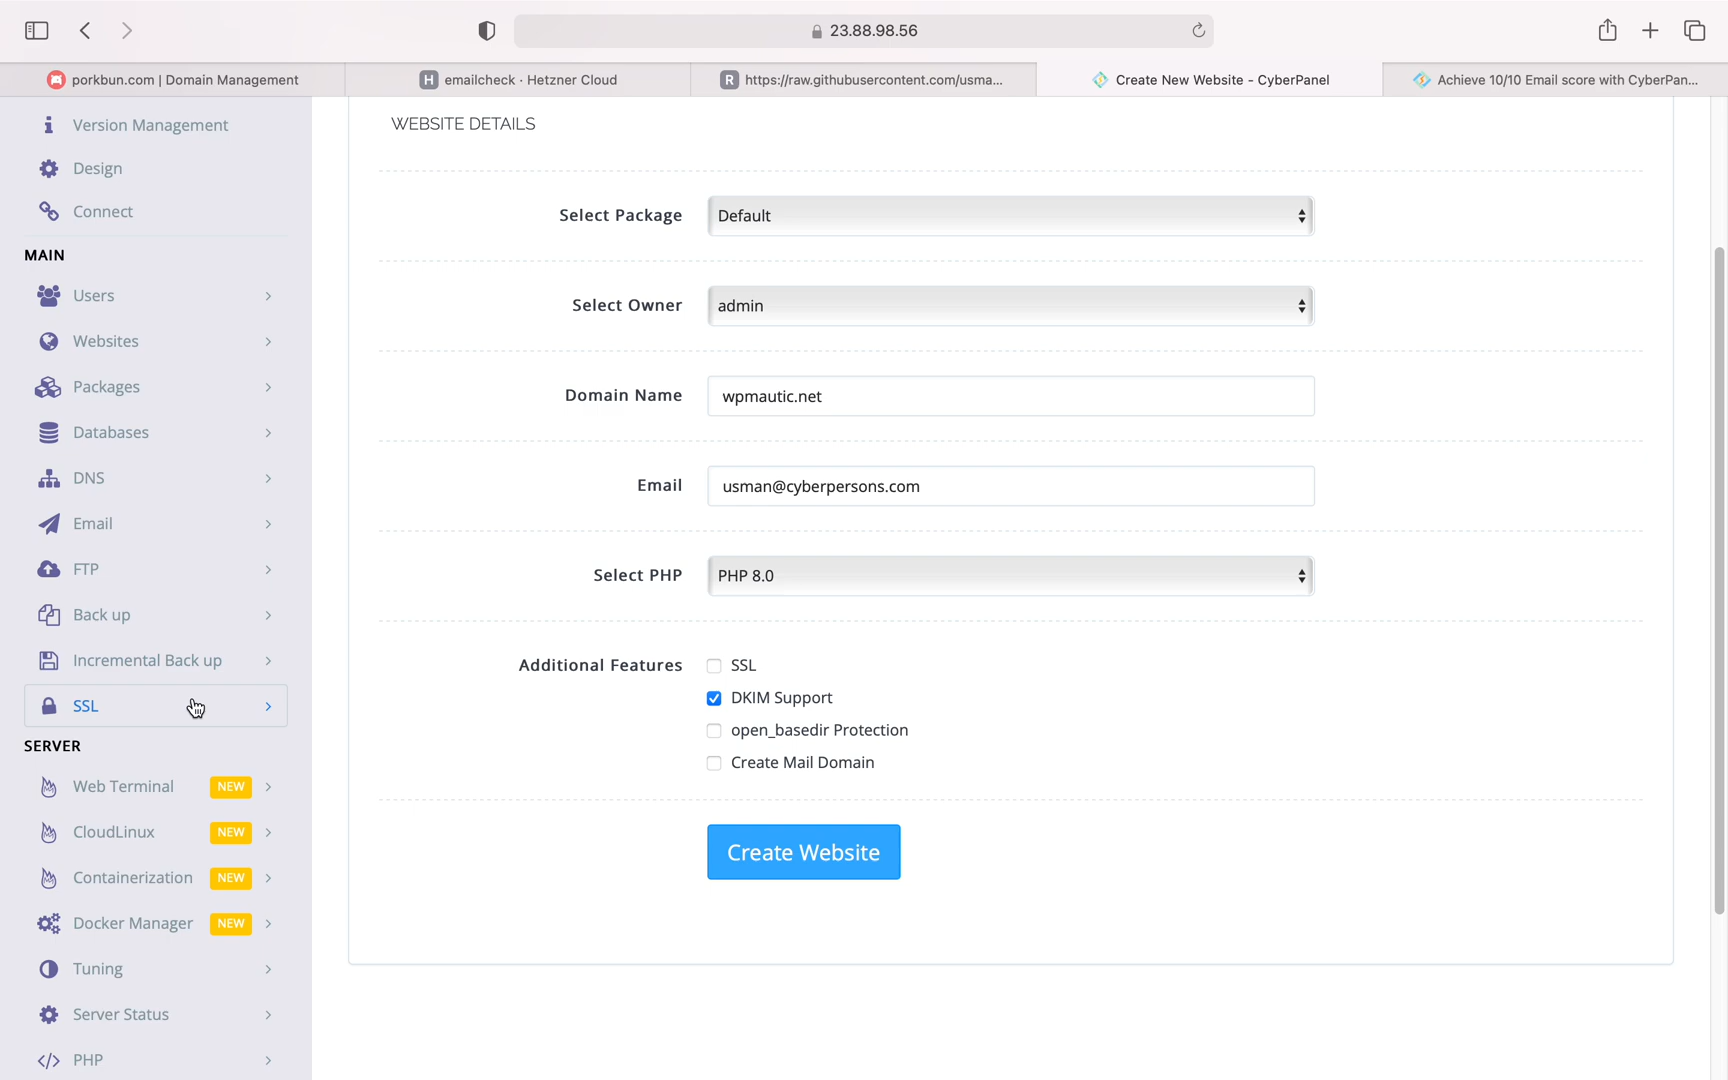 23.88.98.56
porkbun.com | Domain Management
H emailcheck · Hetzner Cloud
R https://raw.githubusercontent.com/usma...
Create New Website - CyberPanel
Achieve 10/10 Email score with CyberPan...
Version Management
Design
Connect
MAIN
Users
Websites
Packages
Databases
DNS
Email
FTP
Back up
Incremental Back up
SSL
SERVER
Web Terminal NEW
CloudLinux NEW
Containerization NEW
Docker Manager NEW
Tuning
Server Status
PHP
WEBSITE DETAILS
Select Package Default
Select Owner admin
Domain Name wpmautic.net
Email usman@cyberpersons.com
Select PHP PHP 8.0
Additional Features SSL
DKIM Support
open_basedir Protection
Create Mail Domain
Create Website